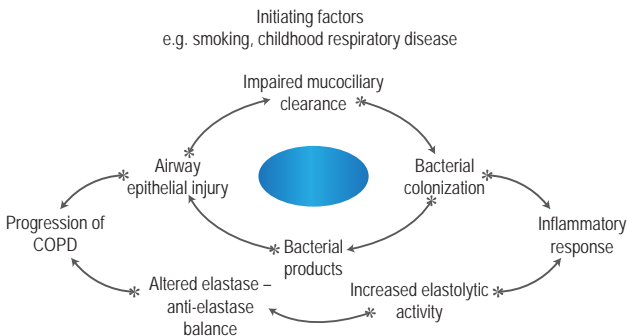 Initiating factors
e.g. smoking, childhood respiratory disease
Impaired mucociliary
clearance
Airway
epithelial injury
Bacterial
colonization
Progression of
COPD
Inflammatory
response
Bacterial
products
Altered elastase –
anti-elastase
balance
Increased elastolytic
activity